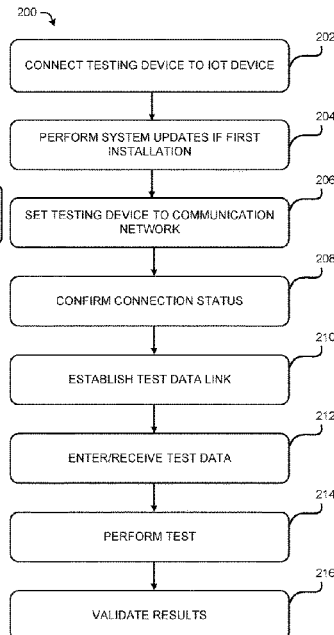 200
202
CONNECT TESTING DEVICE TO IOT DEVICE
204
PERFORM SYSTEM UPDATES IF FIRST
INSTALLATION
206
SET TESTING DEVICE TO COMMUNICATION
NETWORK
208
CONFIRM CONNECTION STATUS
210
ESTABLISH TEST DATA LINK
212
ENTER/RECEIVE TEST DATA
214
PERFORM TEST
216
VALIDATE RESULTS